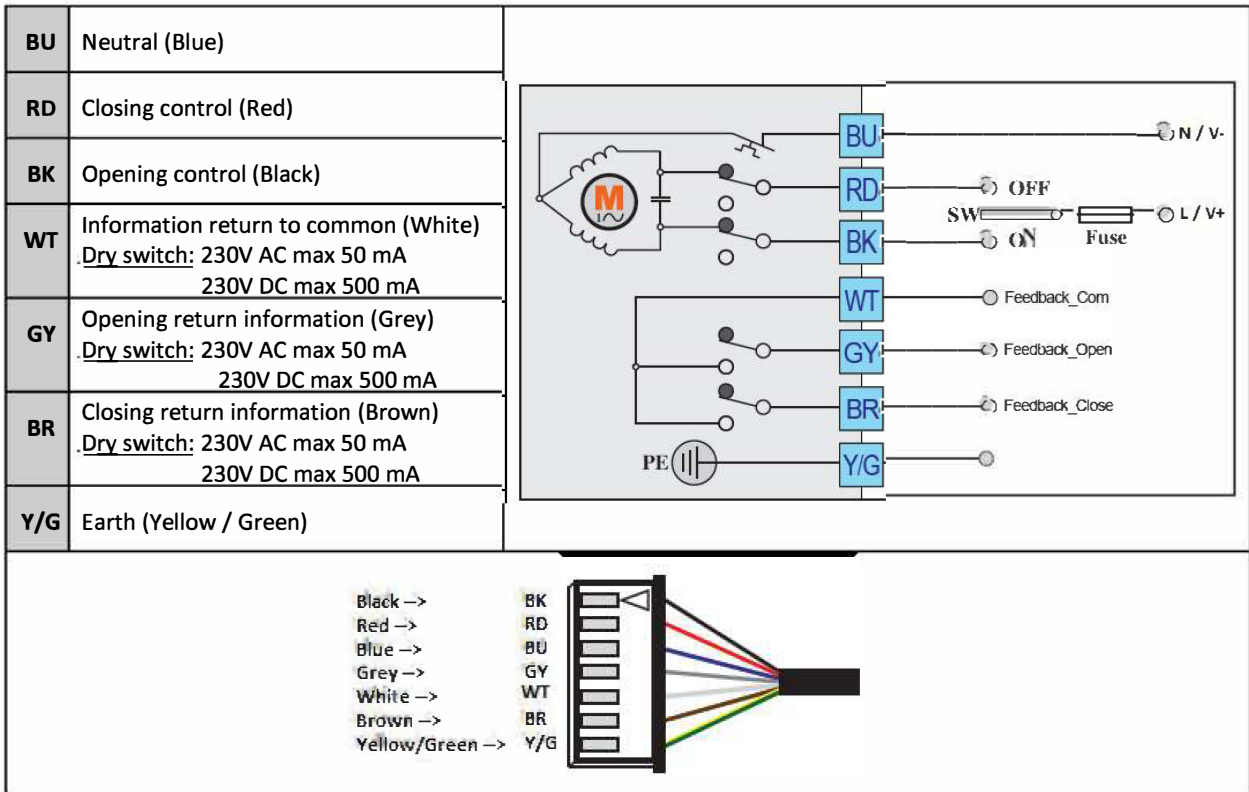 BU Neutral (Blue)
RD Closing control (Red)
BK Opening control (Black)
WT Information return to common (White)
Dry switch: 230V AC max 50 mA
230V DC max 500 mA
GY Opening return information (Grey)
Dry switch: 230V AC max 50 mA
230V DC max 500 mA
BR Closing return information (Brown)
Dry switch: 230V AC max 50 mA
230V DC max 500 mA
Y/G Earth (Yellow / Green)
M
1~
BU N / V-
RD OFF
SW Fuse L / V+
BK ON
WT Feedback_Com
GY Feedback_Open
BR Feedback_Close
PE Y/G
Black --> BK
Red --> RD
Blue --> BU
Grey --> GY
White --> WT
Brown --> BR
Yellow/Green --> Y/G